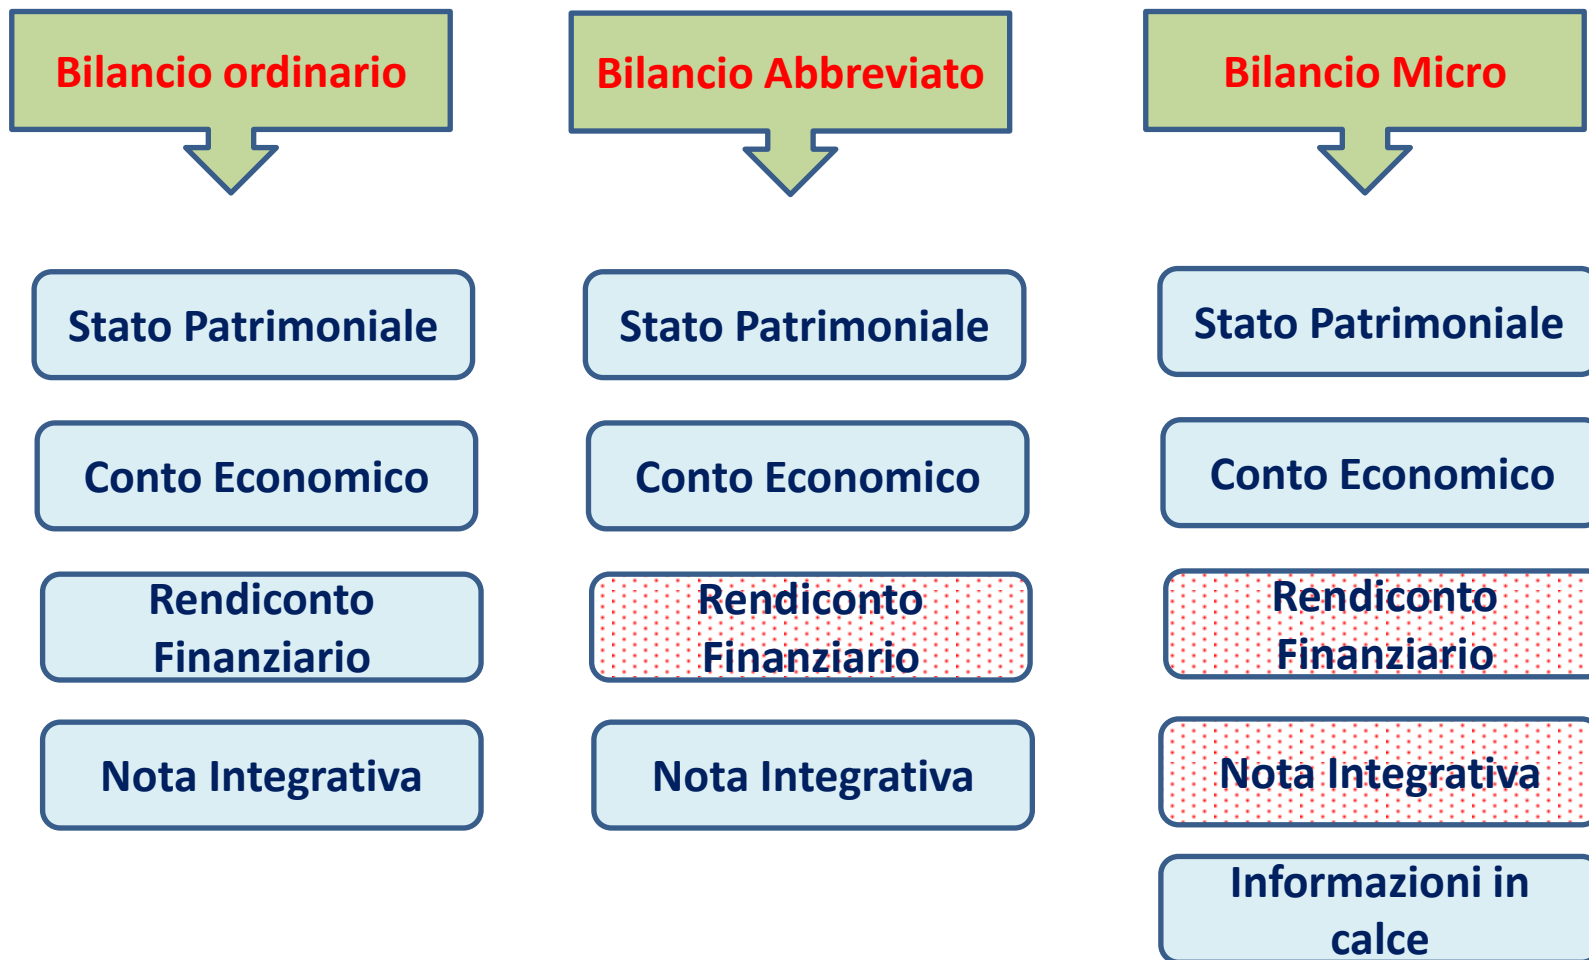 Bilancio ordinario
Stato Patrimoniale
Conto Economico
Rendiconto
Finanziario
Nota Integrativa
Bilancio Abbreviato
Stato Patrimoniale
Conto Economico
Rendiconto
Finanziario
Nota Integrativa
Bilancio Micro
Stato Patrimoniale
Conto Economico
Rendiconto
Finanziario
Nota Integrativa
Informazioni in
calce